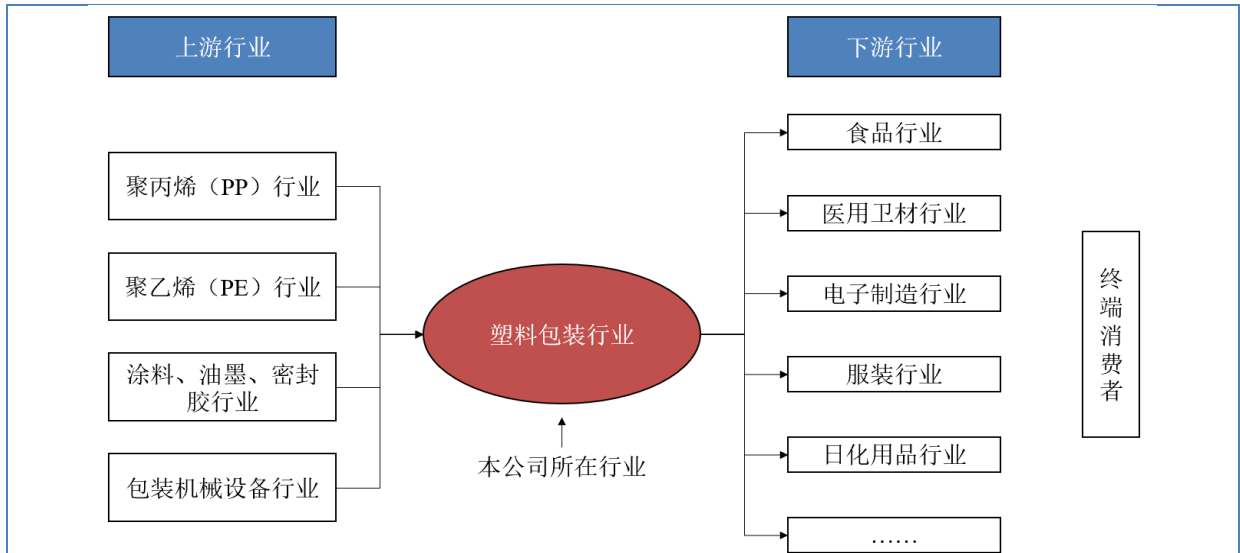 上游行业
下游行业
聚丙烯（PP）行业
聚乙烯（PE）行业
涂料、油墨、密封
胶行业
包装机械设备行业
塑料包装行业
本公司所在行业
食品行业
医用卫材行业
电子制造行业
服装行业
日化用品行业
……
终
端
消
费
者